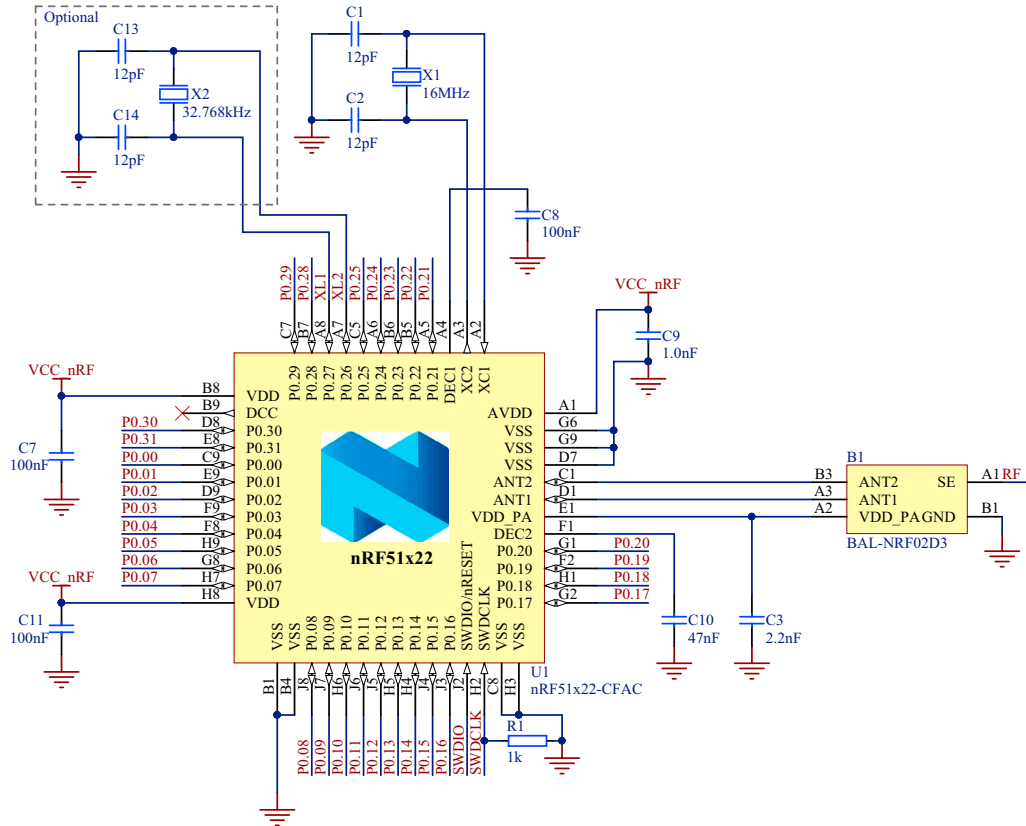 Optional
C13
12pF
X2
32.768kHz
C14
12pF
C1
12pF
X1
16MHz
C2
12pF
C8
100nF
P0.29
P0.28
XL1
XL2
P0.25
P0.24
P0.23
P0.22
P0.21
C7
B7
A8
A7
C5
A6
B6
B5
A5
A4
A3
A2
P0.29
P0.28
P0.27
P0.26
P0.25
P0.24
P0.23
P0.22
P0.21
DEC1
XC2
XC1
VCC_nRF
C9
1.0nF
VCC_nRF
C7
100nF
B8 VDD
B9 DCC
P0.30 D8 P0.30
P0.31 E8 P0.31
P0.00 C9 P0.00
P0.01 E9 P0.01
P0.02 D9 P0.02
P0.03 F9 P0.03
P0.04 F8 P0.04
P0.05 H9 P0.05
P0.06 G8 P0.06
P0.07 H7 P0.07
H8 VDD
VCC_nRF
C11
100nF
nRF51x22
AVDD A1
VSS G6
VSS G9
VSS D7
ANT2 C1
ANT1 D1
VDD_PA E1
DEC2 F1
P0.20 G1 P0.20
P0.19 F2 P0.19
P0.18 H1 P0.18
P0.17 G2 P0.17
B1
B3 ANT2 SE A1 RF
A3 ANT1
A2 VDD_PA GND B1
BAL-NRF02D3
C10
47nF
C3
2.2nF
VSS
VSS
P0.08
P0.09
P0.10
P0.11
P0.12
P0.13
P0.14
P0.15
P0.16
SWDIO/nRESET
SWDCLK
VSS
VSS
U1
nRF51x22-CFAC
B1
B4
J8
J7
H6
J6
J5
H5
H4
J4
J3
J2
H2
C8
H3
P0.08
P0.09
P0.10
P0.11
P0.12
P0.13
P0.14
P0.15
P0.16
SWDIO
SWDCLK
R1
1k